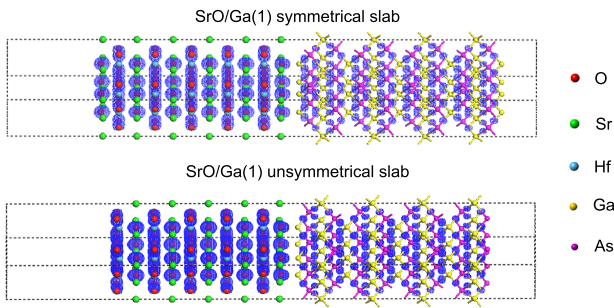 SrO/Ga(1) symmetrical slab
O
Sr
Hf
Ga
As
SrO/Ga(1) unsymmetrical slab